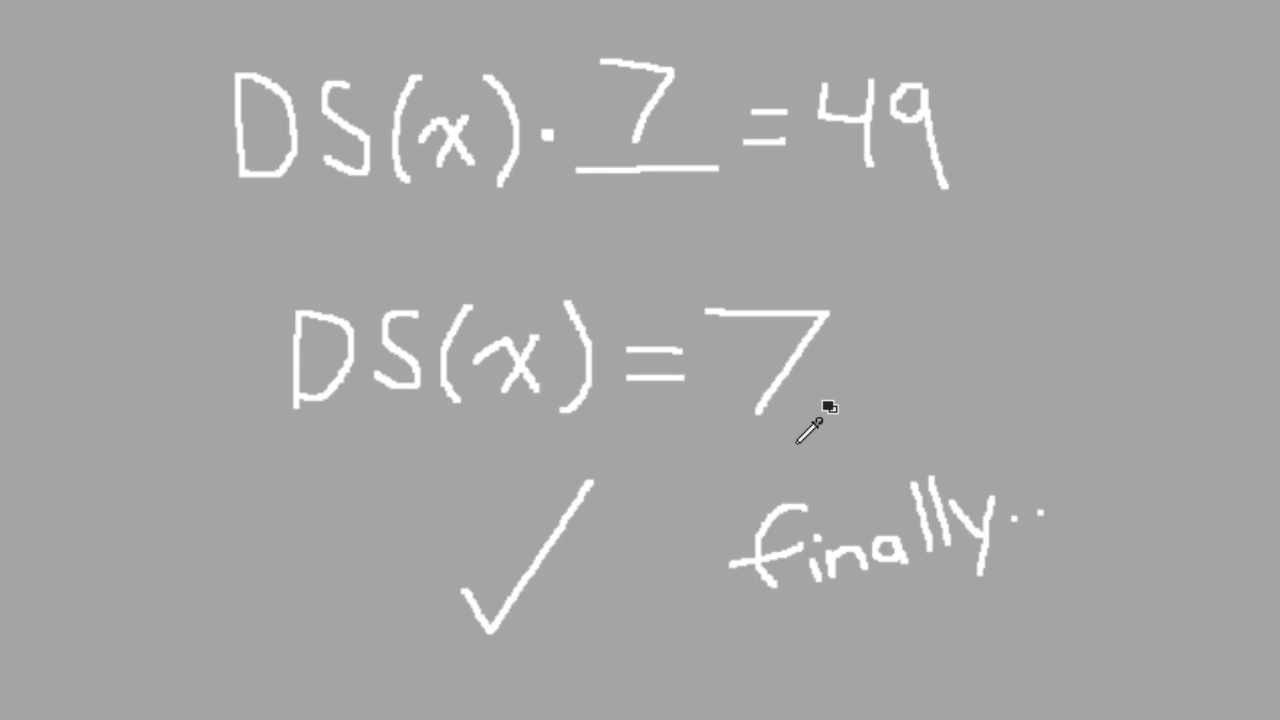 DS(x) · 7 = 49
DS(x) = 7
✓ finally..